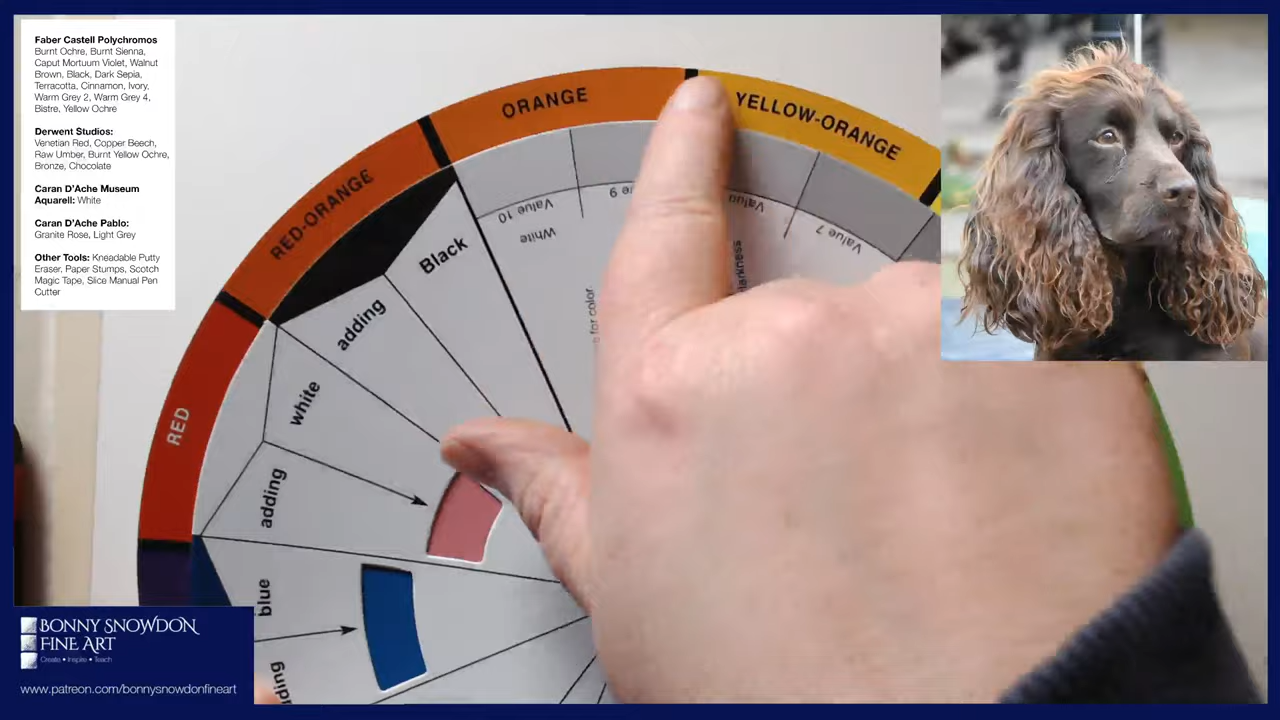 Faber Castell Polychromos
Burnt Ochre, Burnt Sienna,
Caput Mortuum Violet, Walnut
Brown, Black, Dark Sepia,
Terracotta, Cinnamon, Ivory,
Warm Grey 2, Warm Grey 4,
Bistre, Yellow Ochre
Derwent Studios:
Venetian Red, Copper Beech,
Raw Umber, Burnt Yellow Ochre,
Bronze, Chocolate
Caran D'Ache Museum
Aquarell: White
Caran D'Ache Pablo:
Granite Rose, Light Grey
Other Tools: Kneadable Putty
Eraser, Paper Stumps, Scotch
Magic Tape, Slice Manual Pen
Cutter
ORANGE
YELLOW-ORANGE
RED-ORANGE
RED
Value 10
White
9
Value 7
Black
adding
white
adding
blue
for color
BONNY SNOWDON
FINE ART
Create • Inspire • Teach
www.patreon.com/bonnysnowdonfineart